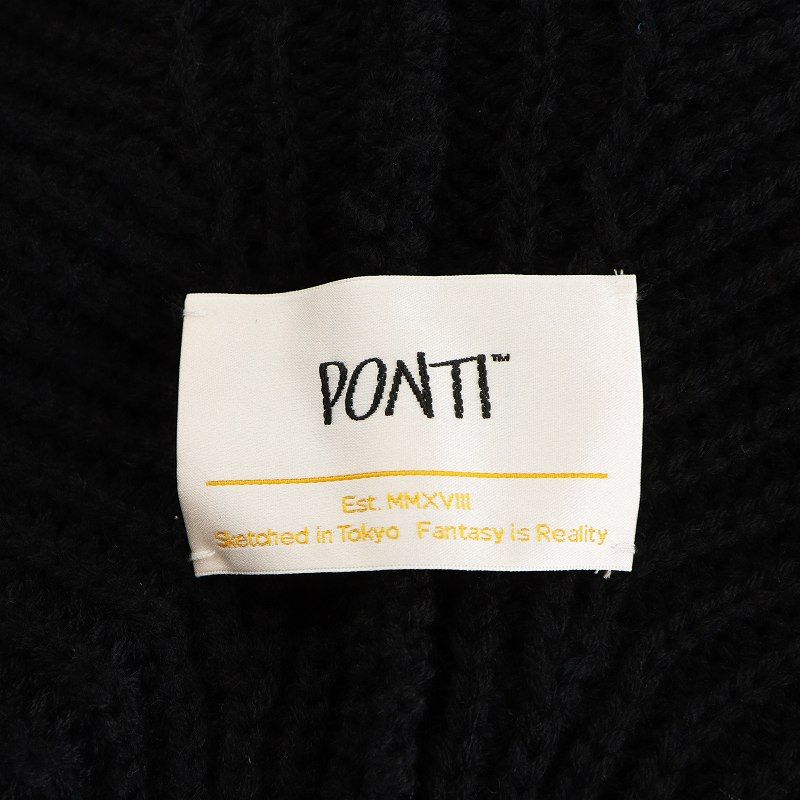 PONTI™
Est. MMXVIII
Sketched in Tokyo Fantasy is Reality